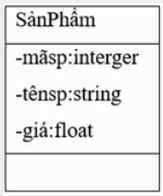 SảnPhẩm
-mãsp:interger
-tênsp:string
-giá:float